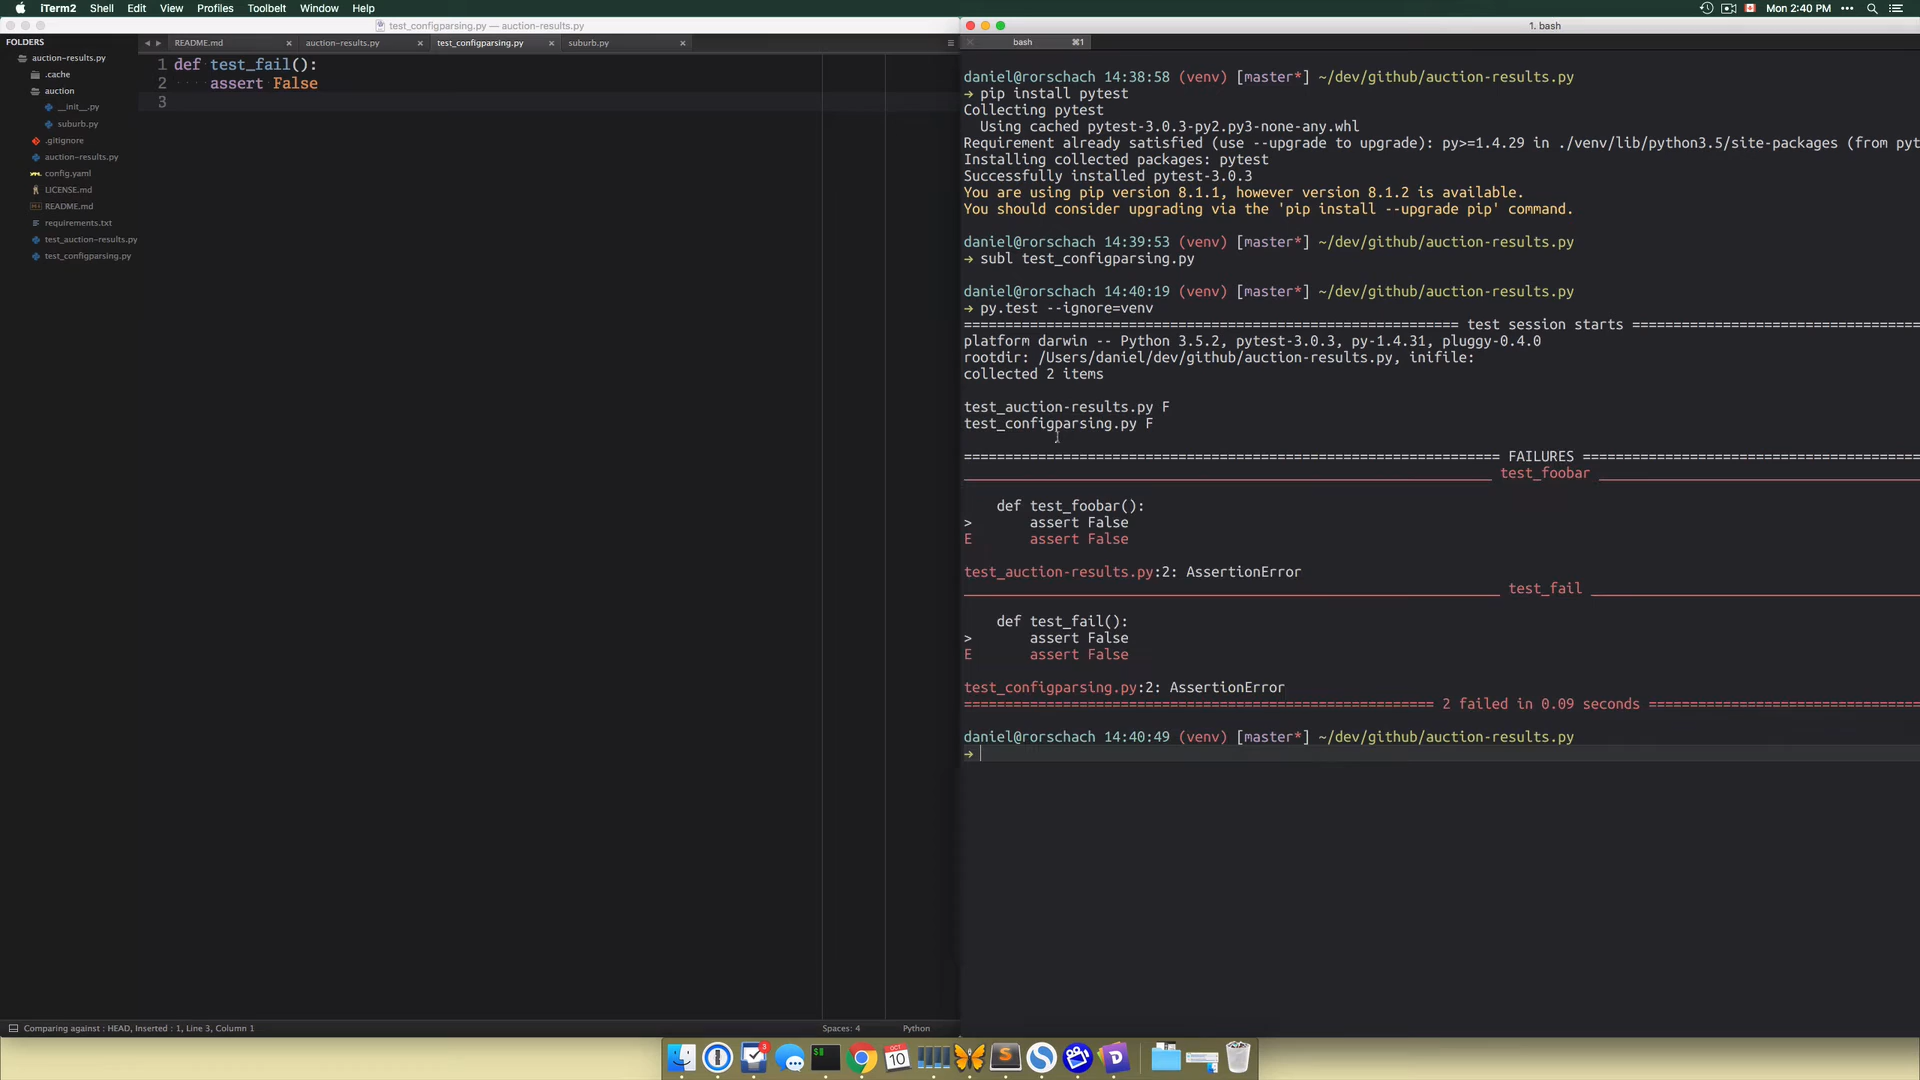 iTerm2 Shell Edit View Profiles Toolbelt Window Help
Mon 2:40 PM
test_configparsing.py — auction-results.py
FOLDERS
auction-results.py
.cache
auction
__init__.py
suburb.py
.gitignore
auction-results.py
config.yaml
LICENSE.md
README.md
requirements.txt
test_auction-results.py
test_configparsing.py
README.md auction-results.py test_configparsing.py suburb.py
1 def test_fail():
2 assert False
3
Comparing against : HEAD, Inserted : 1, Line 3, Column 1
Spaces: 4 Python
1. bash
bash ⌘1
daniel@rorschach 14:38:58 (venv) [master*] ~/dev/github/auction-results.py
→ pip install pytest
Collecting pytest
Using cached pytest-3.0.3-py2.py3-none-any.whl
Requirement already satisfied (use --upgrade to upgrade): py>=1.4.29 in ./venv/lib/python3.5/site-packages (from pyt
Installing collected packages: pytest
Successfully installed pytest-3.0.3
You are using pip version 8.1.1, however version 8.1.2 is available.
You should consider upgrading via the 'pip install --upgrade pip' command.
daniel@rorschach 14:39:53 (venv) [master*] ~/dev/github/auction-results.py
→ subl test_configparsing.py
daniel@rorschach 14:40:19 (venv) [master*] ~/dev/github/auction-results.py
→ py.test --ignore=venv
test session starts
platform darwin -- Python 3.5.2, pytest-3.0.3, py-1.4.31, pluggy-0.4.0
rootdir: /Users/daniel/dev/github/auction-results.py, inifile:
collected 2 items
test_auction-results.py F
test_configparsing.py F
FAILURES
test_foobar
def test_foobar():
> assert False
E assert False
test_auction-results.py:2: AssertionError
test_fail
def test_fail():
> assert False
E assert False
test_configparsing.py:2: AssertionError
2 failed in 0.09 seconds
daniel@rorschach 14:40:49 (venv) [master*] ~/dev/github/auction-results.py
→
3
$
OCT
10
S
S
D